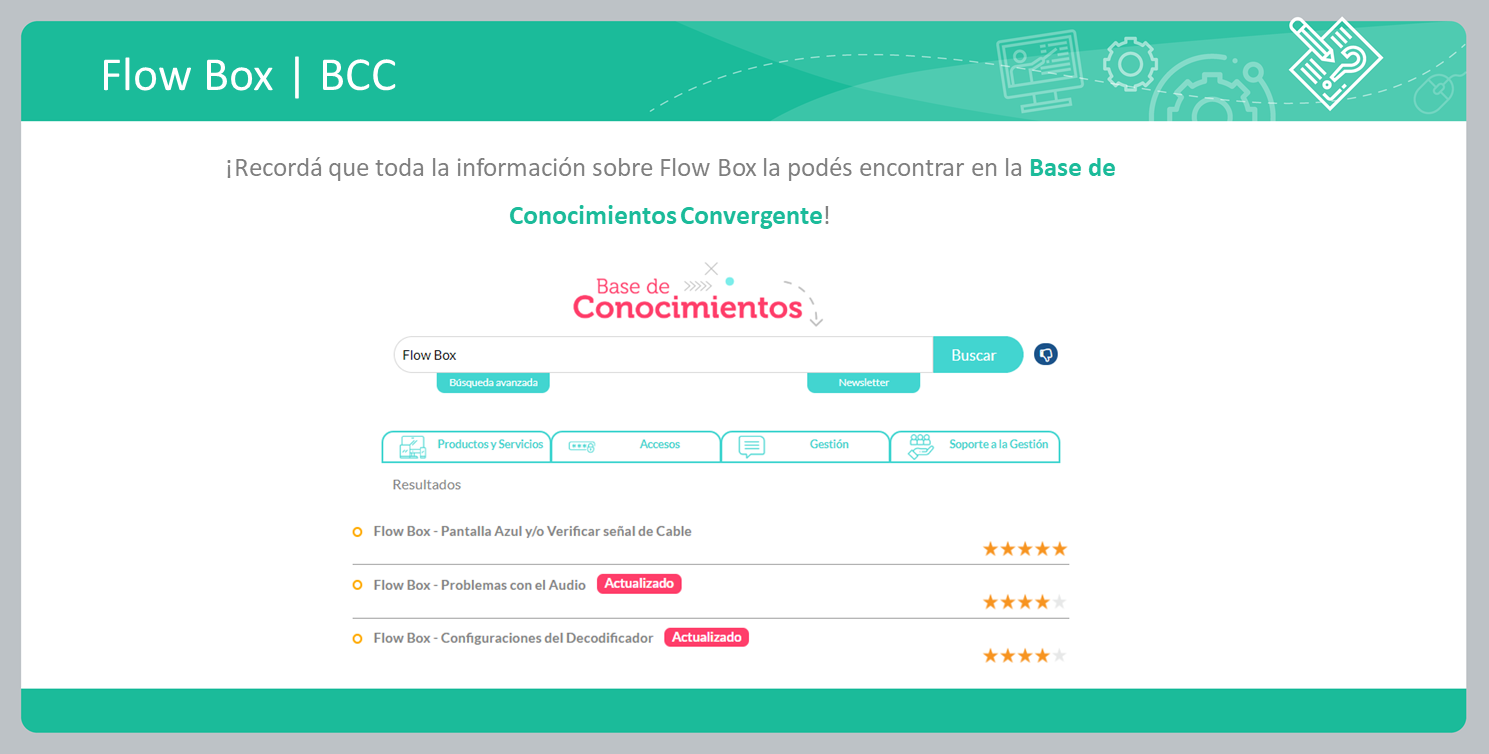 Flow Box | BCC
¡Recordá que toda la información sobre Flow Box la podés encontrar en la Base de
Conocimientos Convergente!
Base de
Conocimientos
Flow Box
Buscar
Búsqueda avanzada
Newsletter
Productos y Servicios
Accesos
Gestión
Soporte a la Gestión
Resultados
Flow Box - Pantalla Azul y/o Verificar señal de Cable
Flow Box - Problemas con el Audio Actualizado
Flow Box - Configuraciones del Decodificador Actualizado